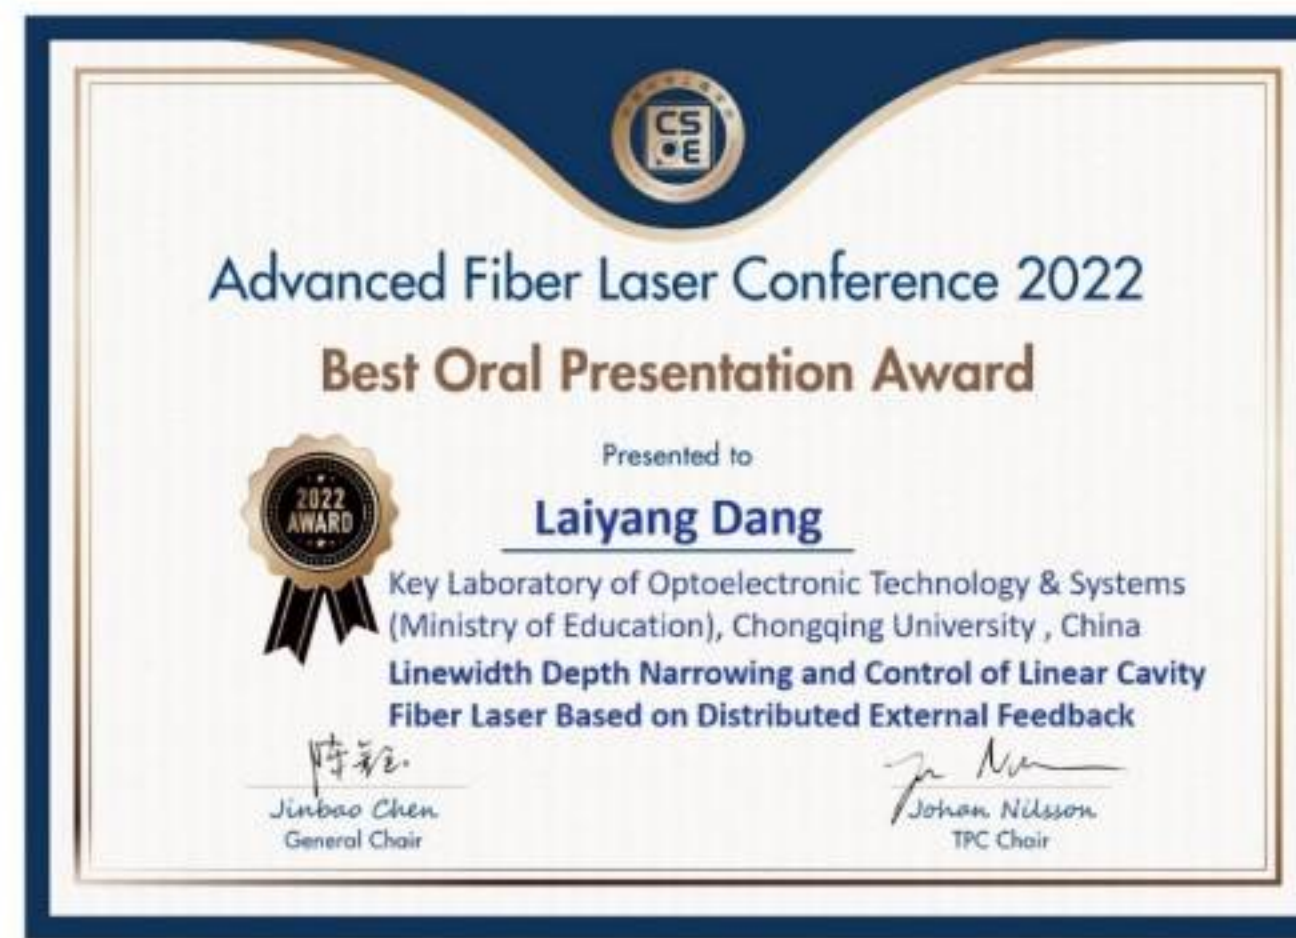 CS
E
Advanced Fiber Laser Conference 2022
Best Oral Presentation Award
Presented to
2022
AWARD
Laiyang Dang
Key Laboratory of Optoelectronic Technology & Systems
(Ministry of Education), Chongqing University , China
Linewidth Depth Narrowing and Control of Linear Cavity
Fiber Laser Based on Distributed External Feedback
Jinbao Chen
General Chair
Johan Nilsson
TPC Chair